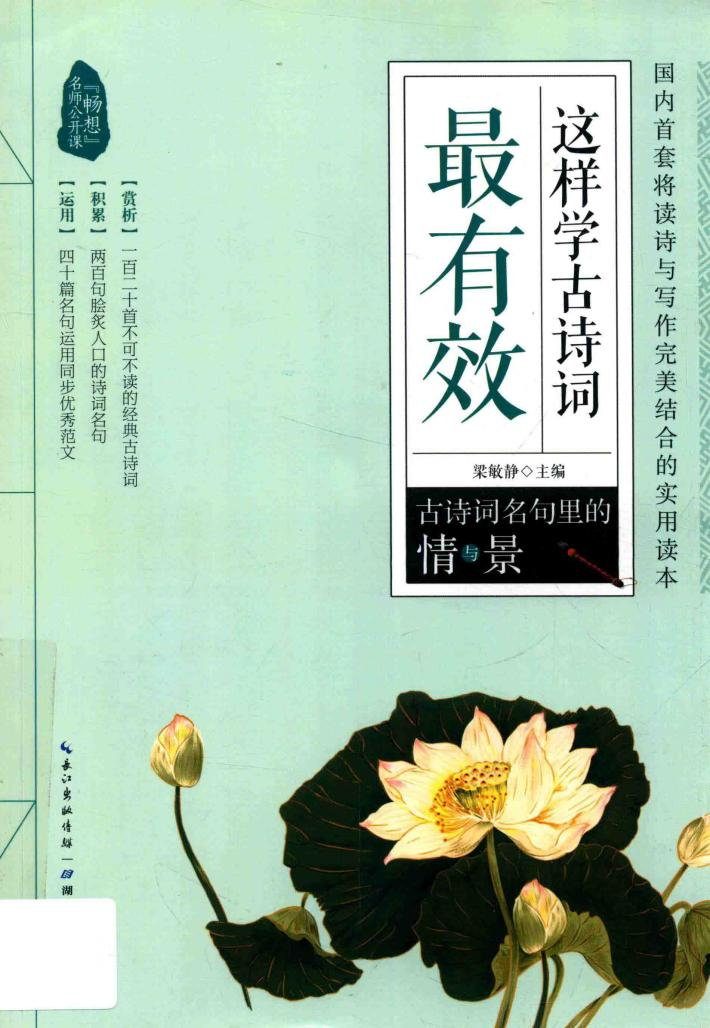 国内首套将读诗与写作完美结合的实用读本
这样学古诗词
最有效
梁敏静◇主编
古诗词名句里的
情与景
『畅想』
名师公开课
【赏析】一百二十首不可不读的经典古诗词
【积累】两百句脍炙人口的诗词名句
【运用】四十篇名句运用同步优秀范文
长江出版传媒
湖